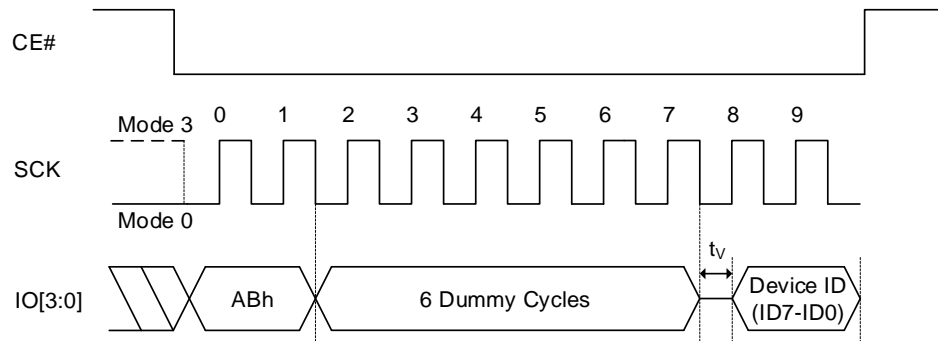 CE#
0 1 2 3 4 5 6 7 8 9
Mode 3
SCK
Mode 0
tV
IO[3:0]
ABh
6 Dummy Cycles
Device ID
(ID7-ID0)